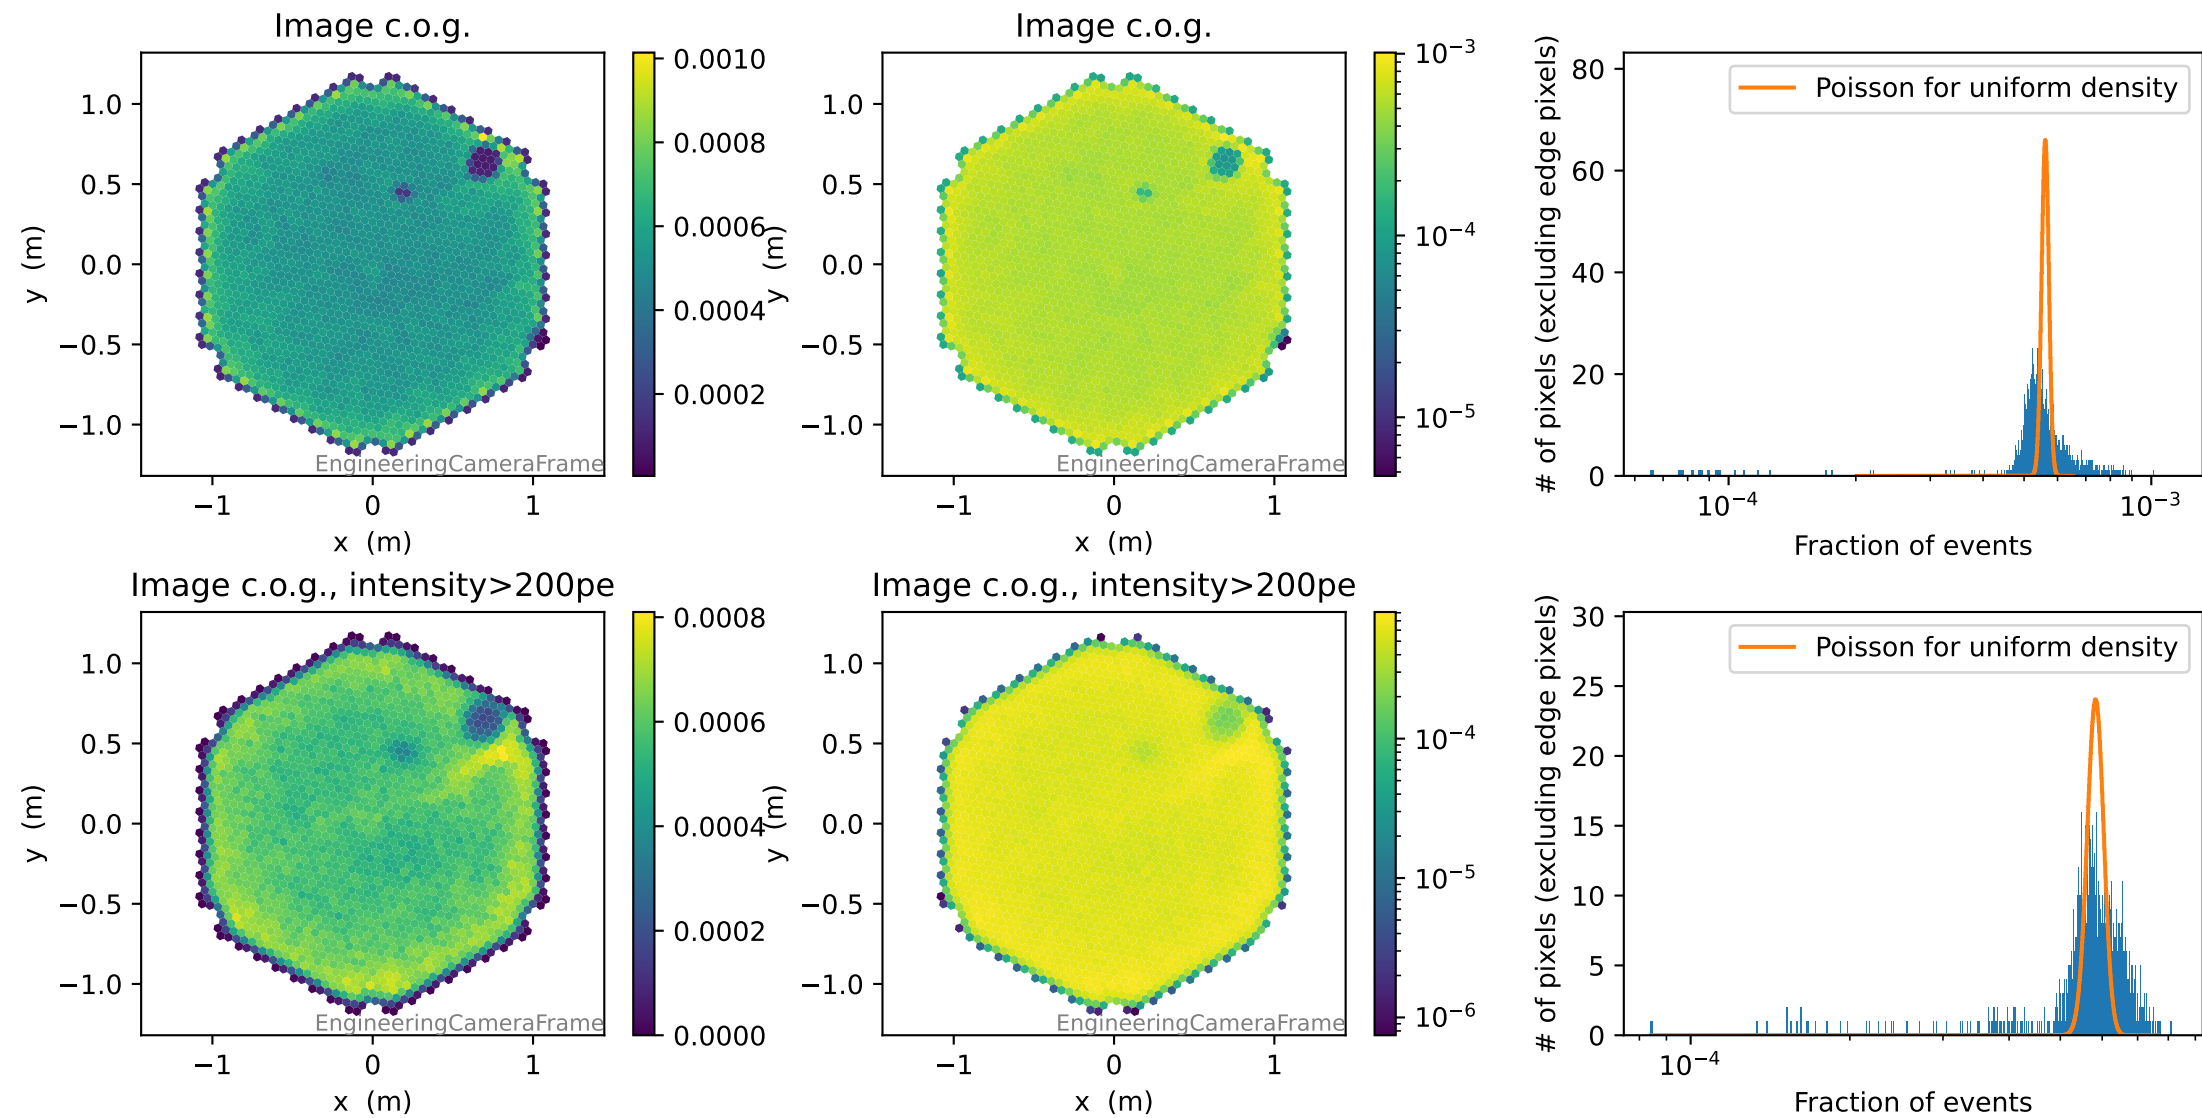 Image c.o.g.
1.0
0.5
0.0
−0.5
−1.0
y (m)
−1
0
1
x (m)
EngineeringCameraFrame
0.0010
0.0008
0.0006
0.0004
0.0002
Image c.o.g.
1.0
0.5
0.0
−0.5
−1.0
y (m)
−1
0
1
x (m)
EngineeringCameraFrame
10⁻³
10⁻⁴
10⁻⁵
Poisson for uniform density
80
60
40
20
0
# of pixels (excluding edge pixels)
10⁻⁴
10⁻³
Fraction of events
Image c.o.g., intensity>200pe
1.0
0.5
0.0
−0.5
−1.0
y (m)
−1
0
1
x (m)
EngineeringCameraFrame
0.0008
0.0006
0.0004
0.0002
0.0000
Image c.o.g., intensity>200pe
1.0
0.5
0.0
−0.5
−1.0
y (m)
−1
0
1
x (m)
EngineeringCameraFrame
10⁻⁴
10⁻⁵
10⁻⁶
Poisson for uniform density
30
25
20
15
10
5
0
# of pixels (excluding edge pixels)
10⁻⁴
Fraction of events